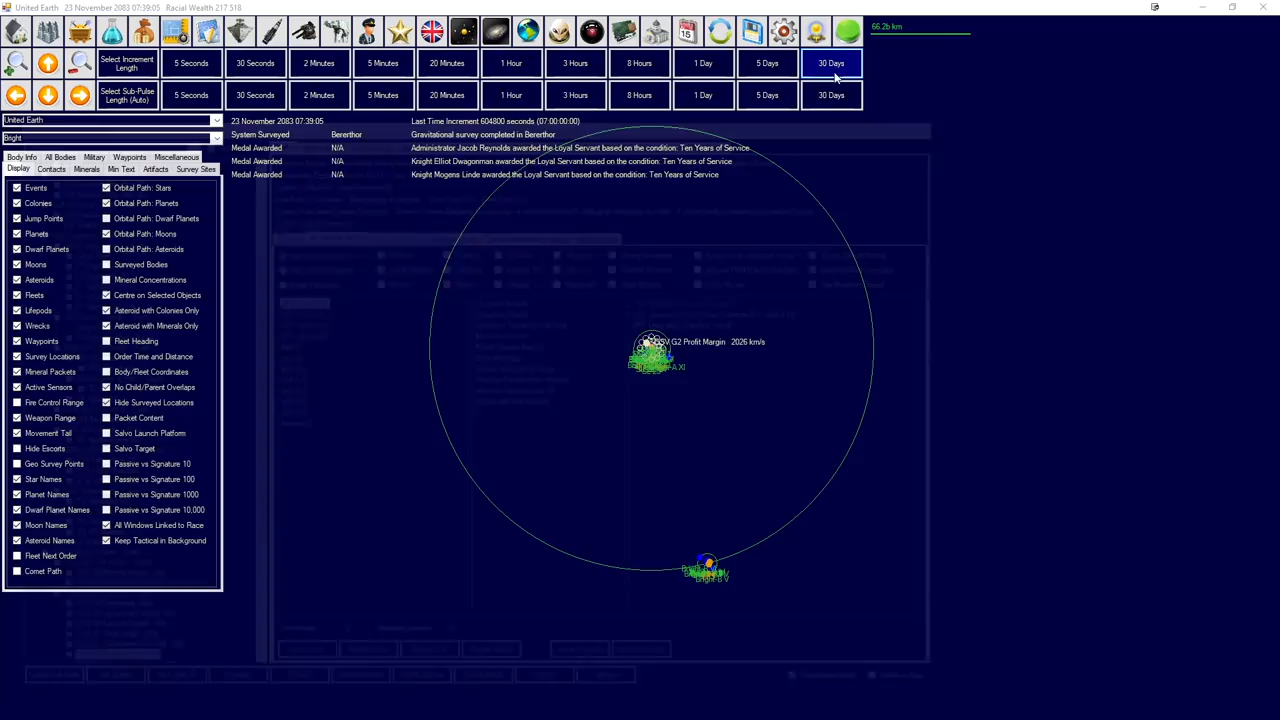 United Earth 23 November 2083 07:39:05 Racial Wealth 217 518
66.2b km
Select Increment Length 5 Seconds 30 Seconds 2 Minutes 5 Minutes 20 Minutes 1 Hour 3 Hours 8 Hours 1 Day 5 Days 30 Days
Select Sub-Pulse Length (Auto) 5 Seconds 30 Seconds 2 Minutes 5 Minutes 20 Minutes 1 Hour 3 Hours 8 Hours 1 Day 5 Days 30 Days
United Earth
Bright
23 November 2083 07:39:05 Last Time Increment 604800 seconds (07:00:00:00)
System Surveyed Bererthor Gravitational survey completed in Bererthor
Medal Awarded N/A Administrator Jacob Reynolds awarded the Loyal Servant based on the condition: Ten Years of Service
Medal Awarded N/A Knight Elliot Dwagonman awarded the Loyal Servant based on the condition: Ten Years of Service
Medal Awarded N/A Knight Mogens Linde awarded the Loyal Servant based on the condition: Ten Years of Service
Body Info All Bodies Military Waypoints Miscellaneous
Display Contacts Minerals Min Text Artifacts Survey Sites
Events Orbital Path: Stars
Colonies Orbital Path: Planets
Jump Points Orbital Path: Dwarf Planets
Planets Orbital Path: Moons
Dwarf Planets Orbital Path: Asteroids
Moons Surveyed Bodies
Asteroids Mineral Concentrations
Fleets Centre on Selected Objects
Lifepods Asteroid with Colonies Only
Wrecks Asteroid with Minerals Only
Waypoints Fleet Heading
Survey Locations Order Time and Distance
Mineral Packets Body/Fleet Coordinates
Active Sensors No Child/Parent Overlaps
Fire Control Range Hide Surveyed Locations
Weapon Range Packet Content
Movement Tail Salvo Launch Platform
Hide Escorts Salvo Target
Geo Survey Points Passive vs Signature 10
Star Names Passive vs Signature 100
Planet Names Passive vs Signature 1000
Dwarf Planet Names Passive vs Signature 10,000
Moon Names All Windows Linked to Race
Asteroid Names Keep Tactical in Background
Fleet Next Order
Comet Path
G2 Profit Margin 2026 km/s
Bright-B V